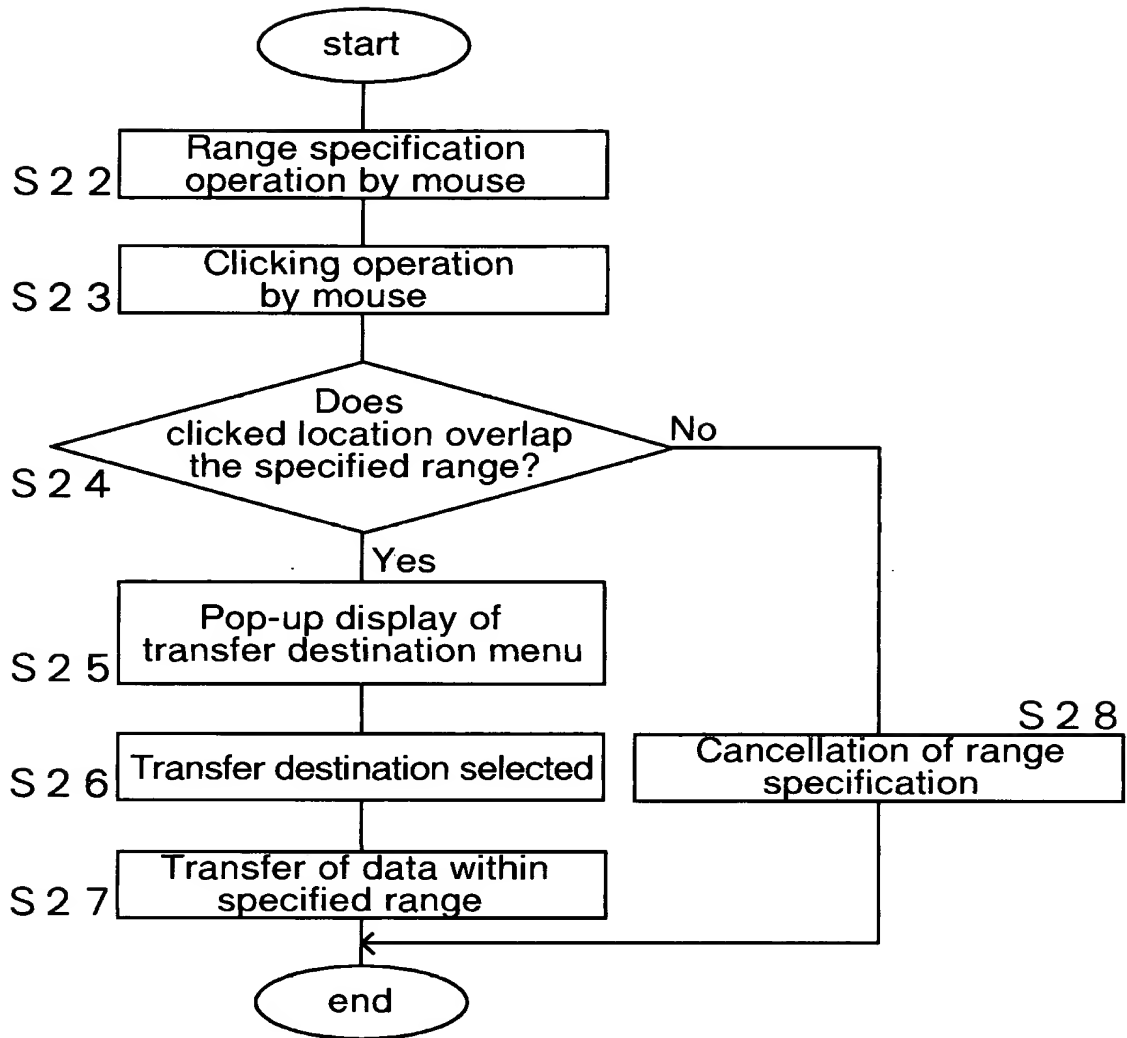 start
Range specification
operation by mouse
S22
Clicking operation
by mouse
S23
Does
clicked location overlap
the specified range?
No
S24
Yes
Pop-up display of
transfer destination menu
S25
S28
Transfer destination selected
S26
Cancellation of range
specification
Transfer of data within
specified range
S27
end